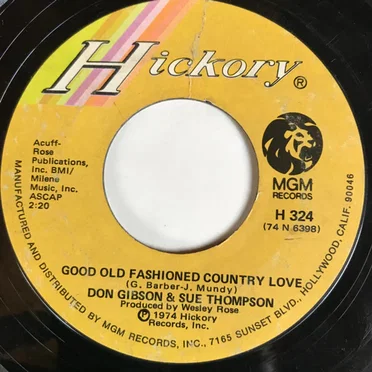 Hickory®
Acuff-
Rose
Publications,
Inc. BMI/
Milene
Music, Inc.
ASCAP
2:20
MGM
RECORDS
H 324
(74 N 6398)
GOOD OLD FASHIONED COUNTRY LOVE
(G. Barber-J. Mundy)
DON GIBSON & SUE THOMPSON
Produced by Wesley Rose
℗ 1974 Hickory
Records, Inc.
MANUFACTURED AND DISTRIBUTED BY MGM RECORDS, INC., 7165 SUNSET BLVD., HOLLYWOOD, CALIF. 90046